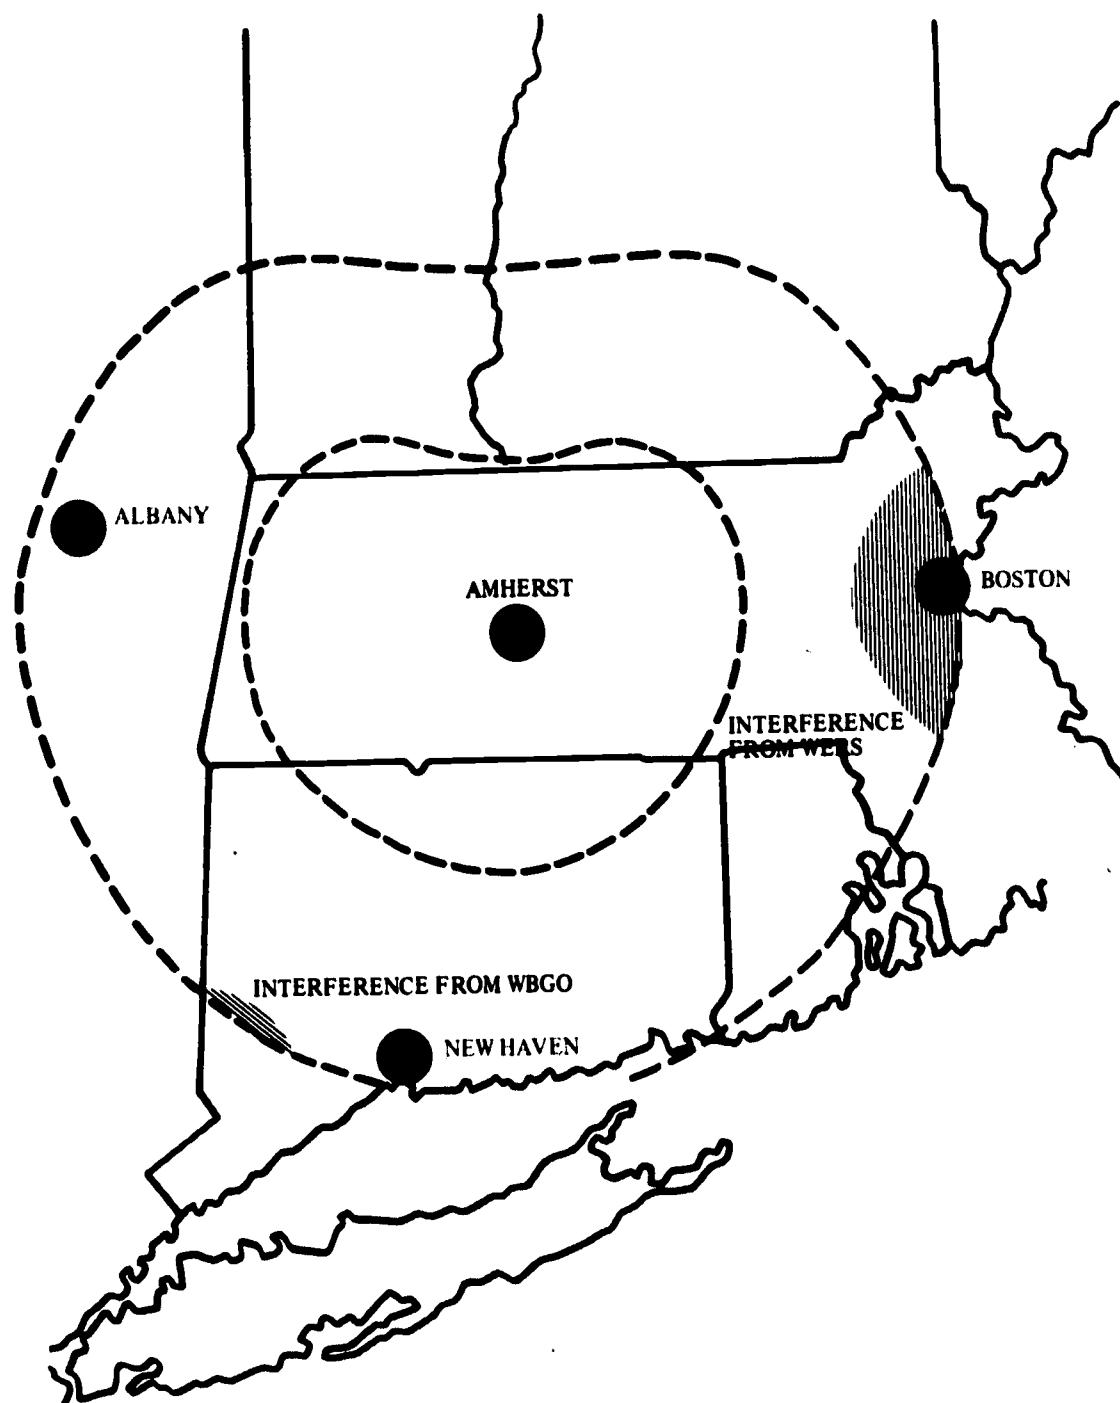 ALBANY
AMHERST
BOSTON
INTERFERENCE
FROM WERS
INTERFERENCE FROM WBGO
NEW HAVEN